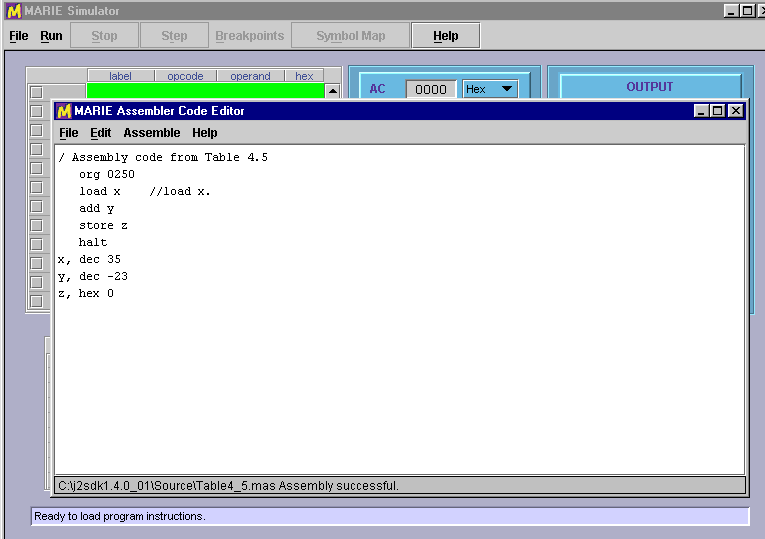 MARIE Simulator
File Run Stop Step Breakpoints Symbol Map Help
label opcode operand hex
AC 0000 Hex
OUTPUT
MARIE Assembler Code Editor
File Edit Assemble Help
/ Assembly code from Table 4.5
org 0250
load x //load x.
add y
store z
halt
x, dec 35
y, dec -23
z, hex 0
C:\j2sdk1.4.0_01\Source\Table4_5.mas Assembly successful.
Ready to load program instructions.